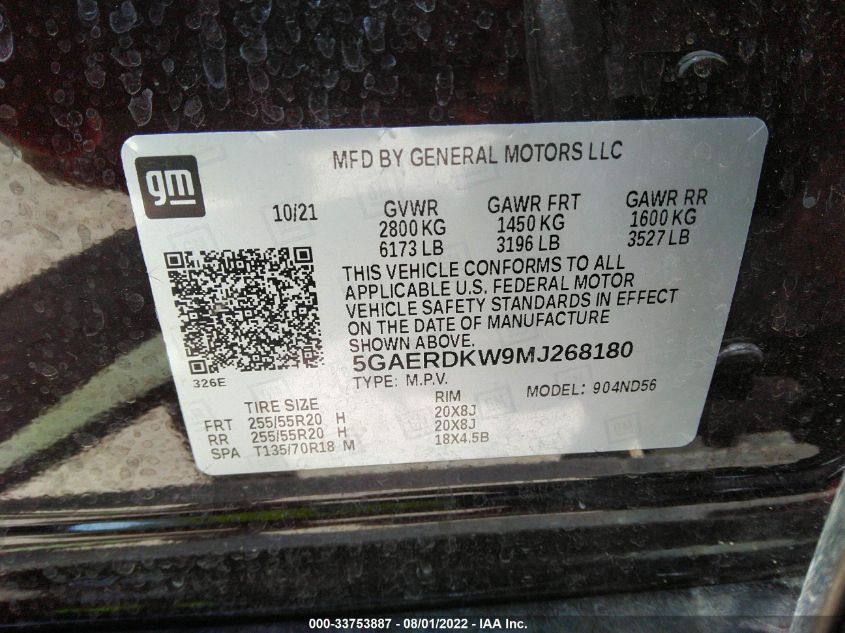 gm
MFD BY GENERAL MOTORS LLC
10/21
GVWR
2800 KG
6173 LB
GAWR FRT
1450 KG
3196 LB
GAWR RR
1600 KG
3527 LB
THIS VEHICLE CONFORMS TO ALL
APPLICABLE U.S. FEDERAL MOTOR
VEHICLE SAFETY STANDARDS IN EFFECT
ON THE DATE OF MANUFACTURE
SHOWN ABOVE.
326E
5GAERDKW9MJ268180
TYPE: M.P.V.
MODEL: 904ND56
TIRE SIZE RIM
FRT 255/55R20 H 20X8J
RR 255/55R20 H 20X8J
SPA T135/70R18 M 18X4.5B
000-33753887 - 08/01/2022 - IAA Inc.